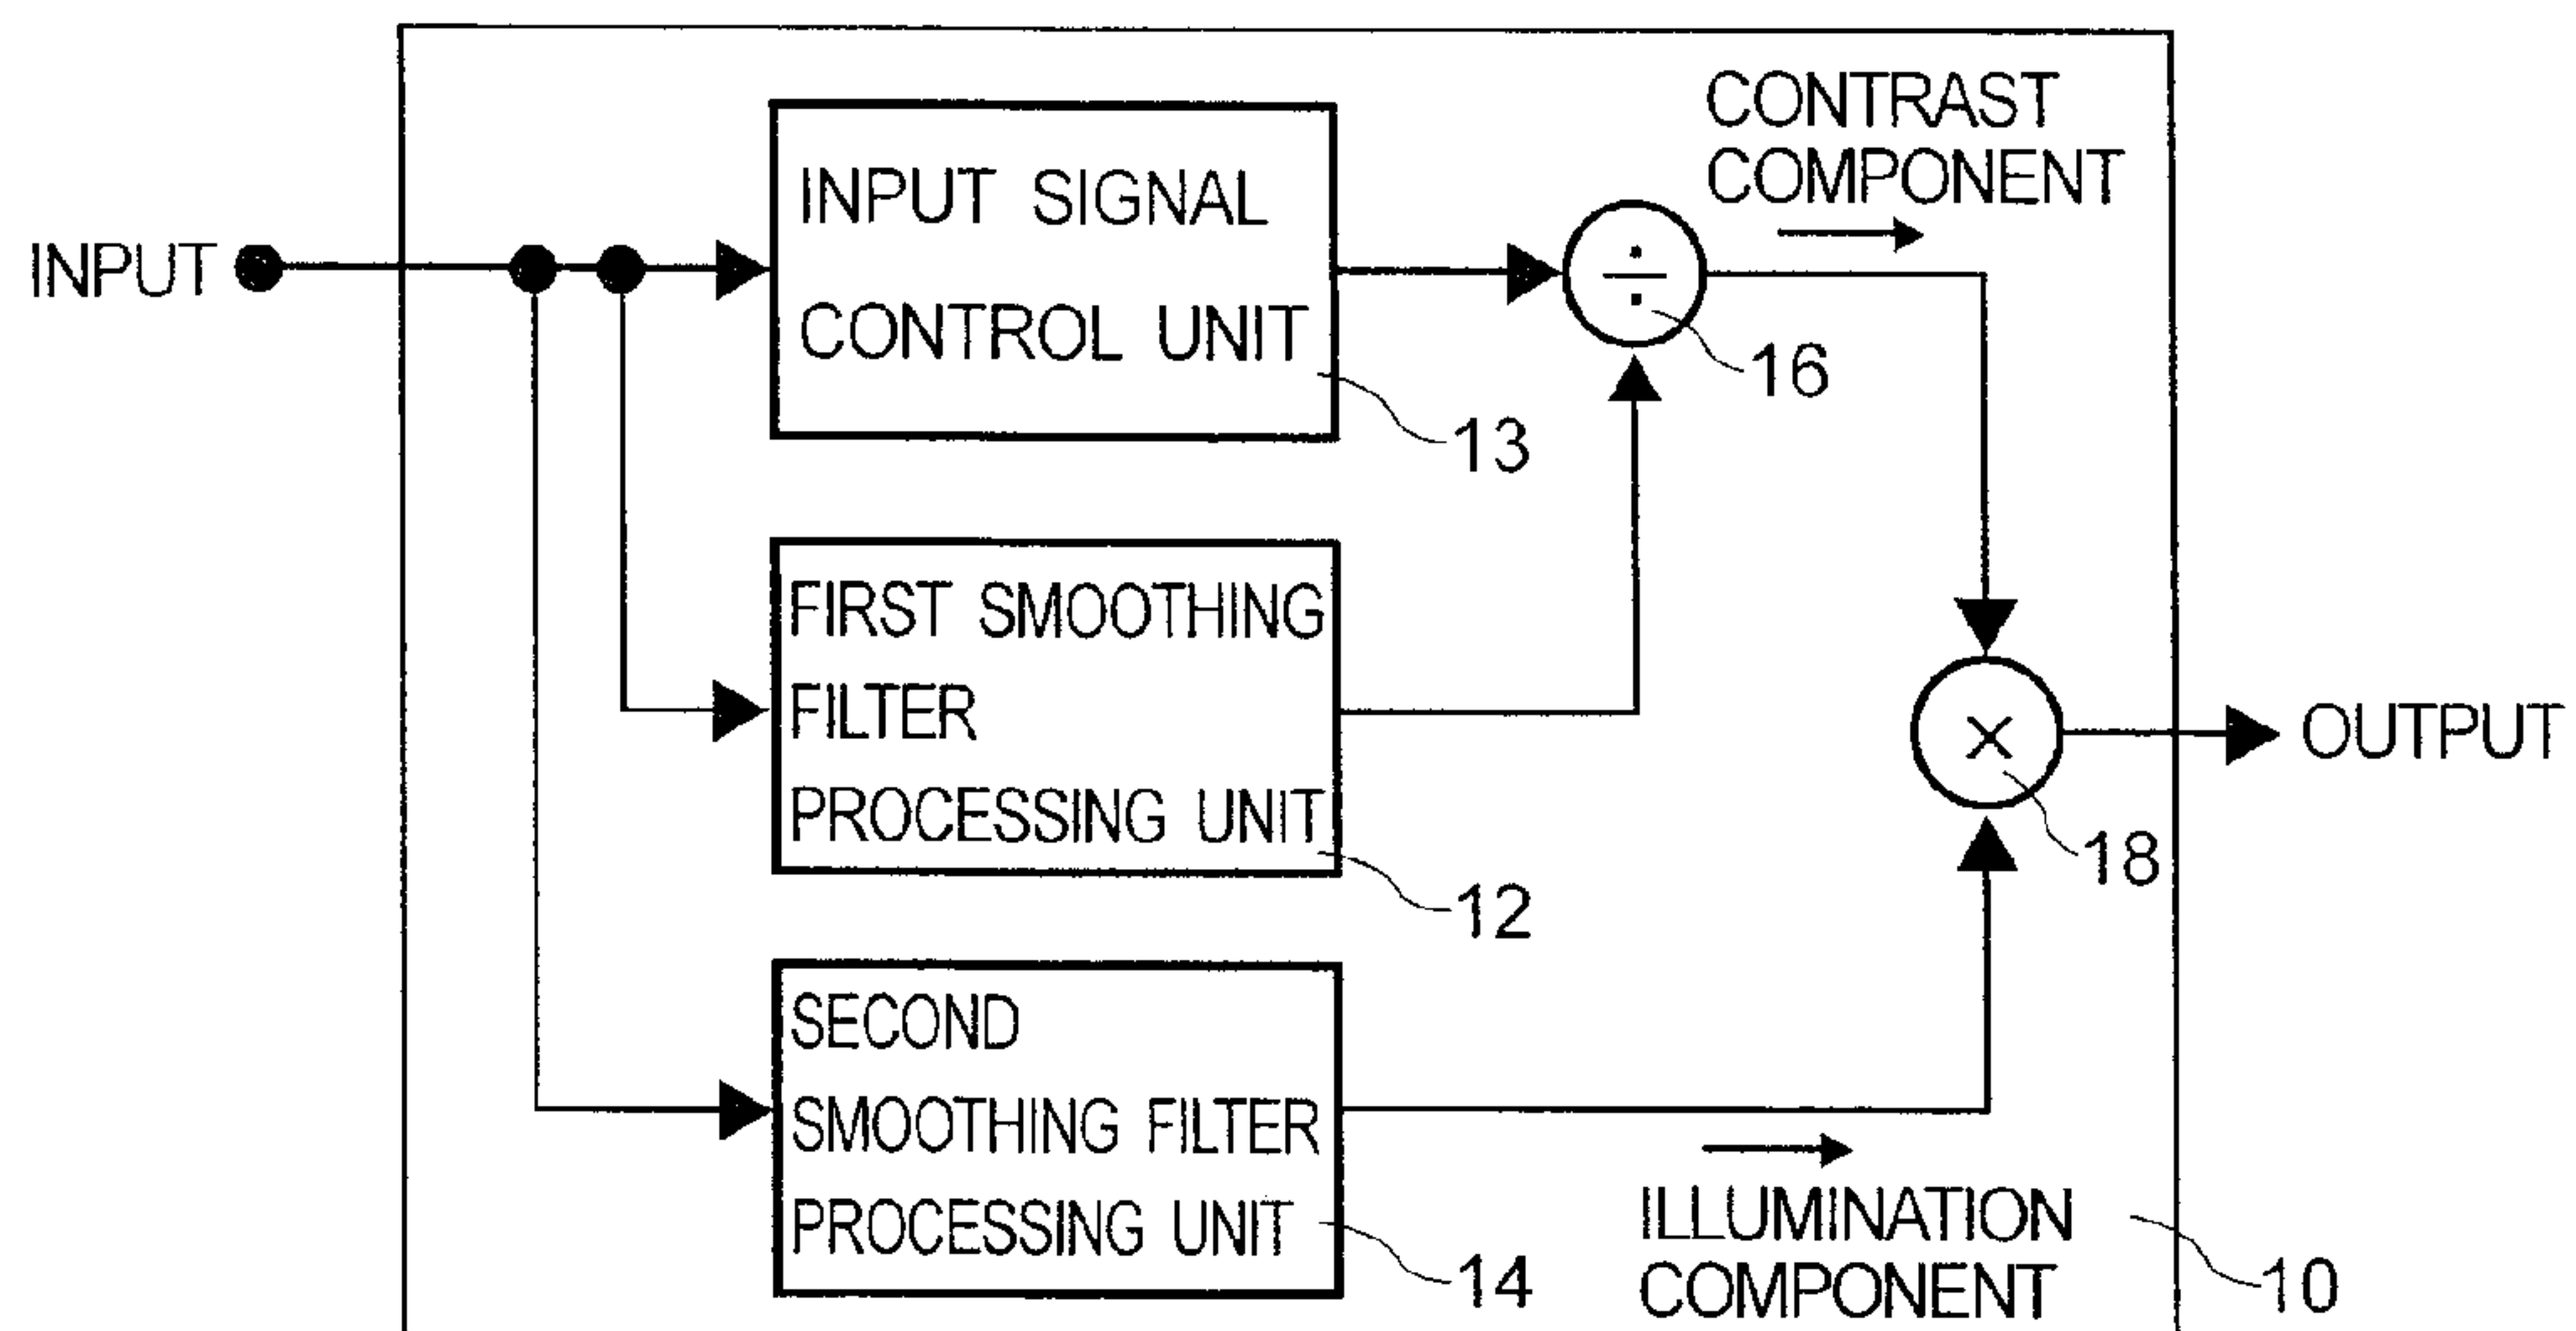 CONTRAST
COMPONENT
INPUT SIGNAL
CONTROL UNIT
INPUT
÷
16
13
FIRST SMOOTHING
FILTER
PROCESSING UNIT
12
×
OUTPUT
18
SECOND
SMOOTHING FILTER
PROCESSING UNIT
14
ILLUMINATION
COMPONENT
10